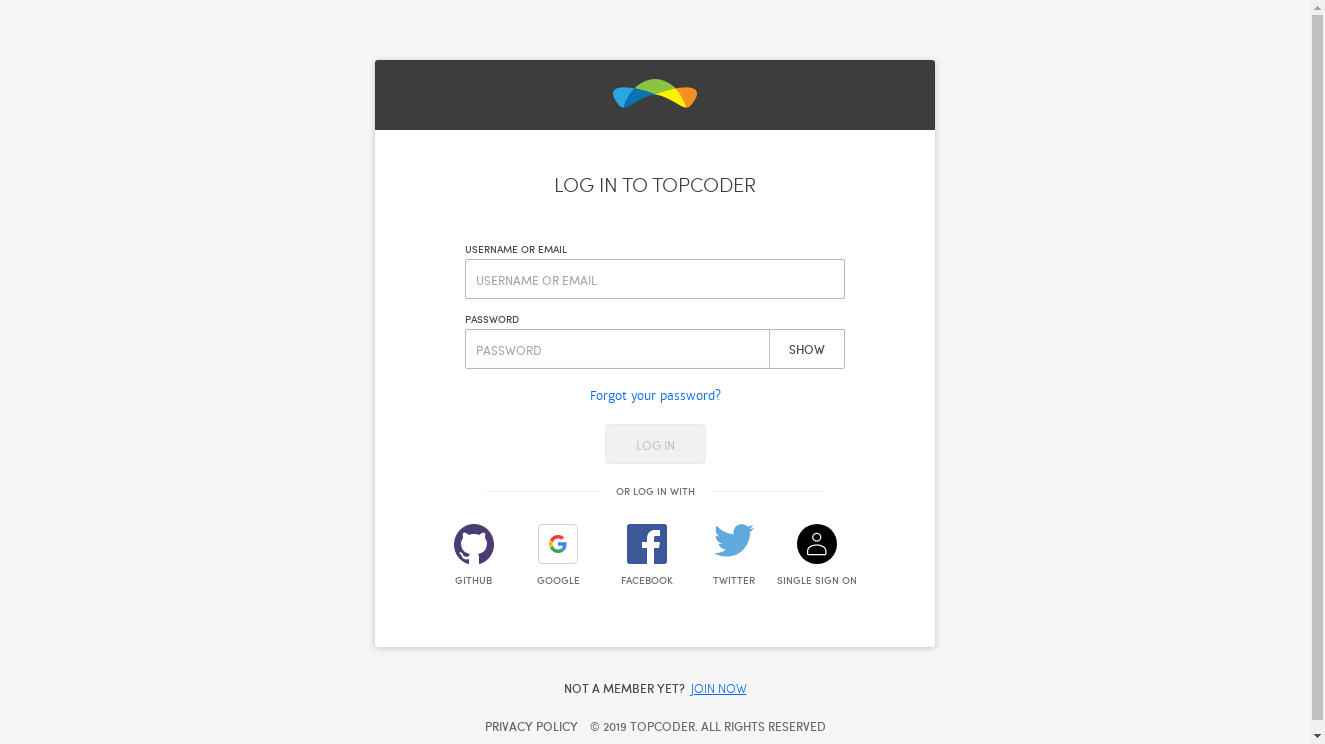 LOG IN TO TOPCODER
USERNAME OR EMAIL
USERNAME OR EMAIL
PASSWORD
PASSWORD
SHOW
Forgot your password?
LOG IN
OR LOG IN WITH
GITHUB
GOOGLE
FACEBOOK
TWITTER
SINGLE SIGN ON
NOT A MEMBER YET? JOIN NOW
PRIVACY POLICY © 2019 TOPCODER. ALL RIGHTS RESERVED